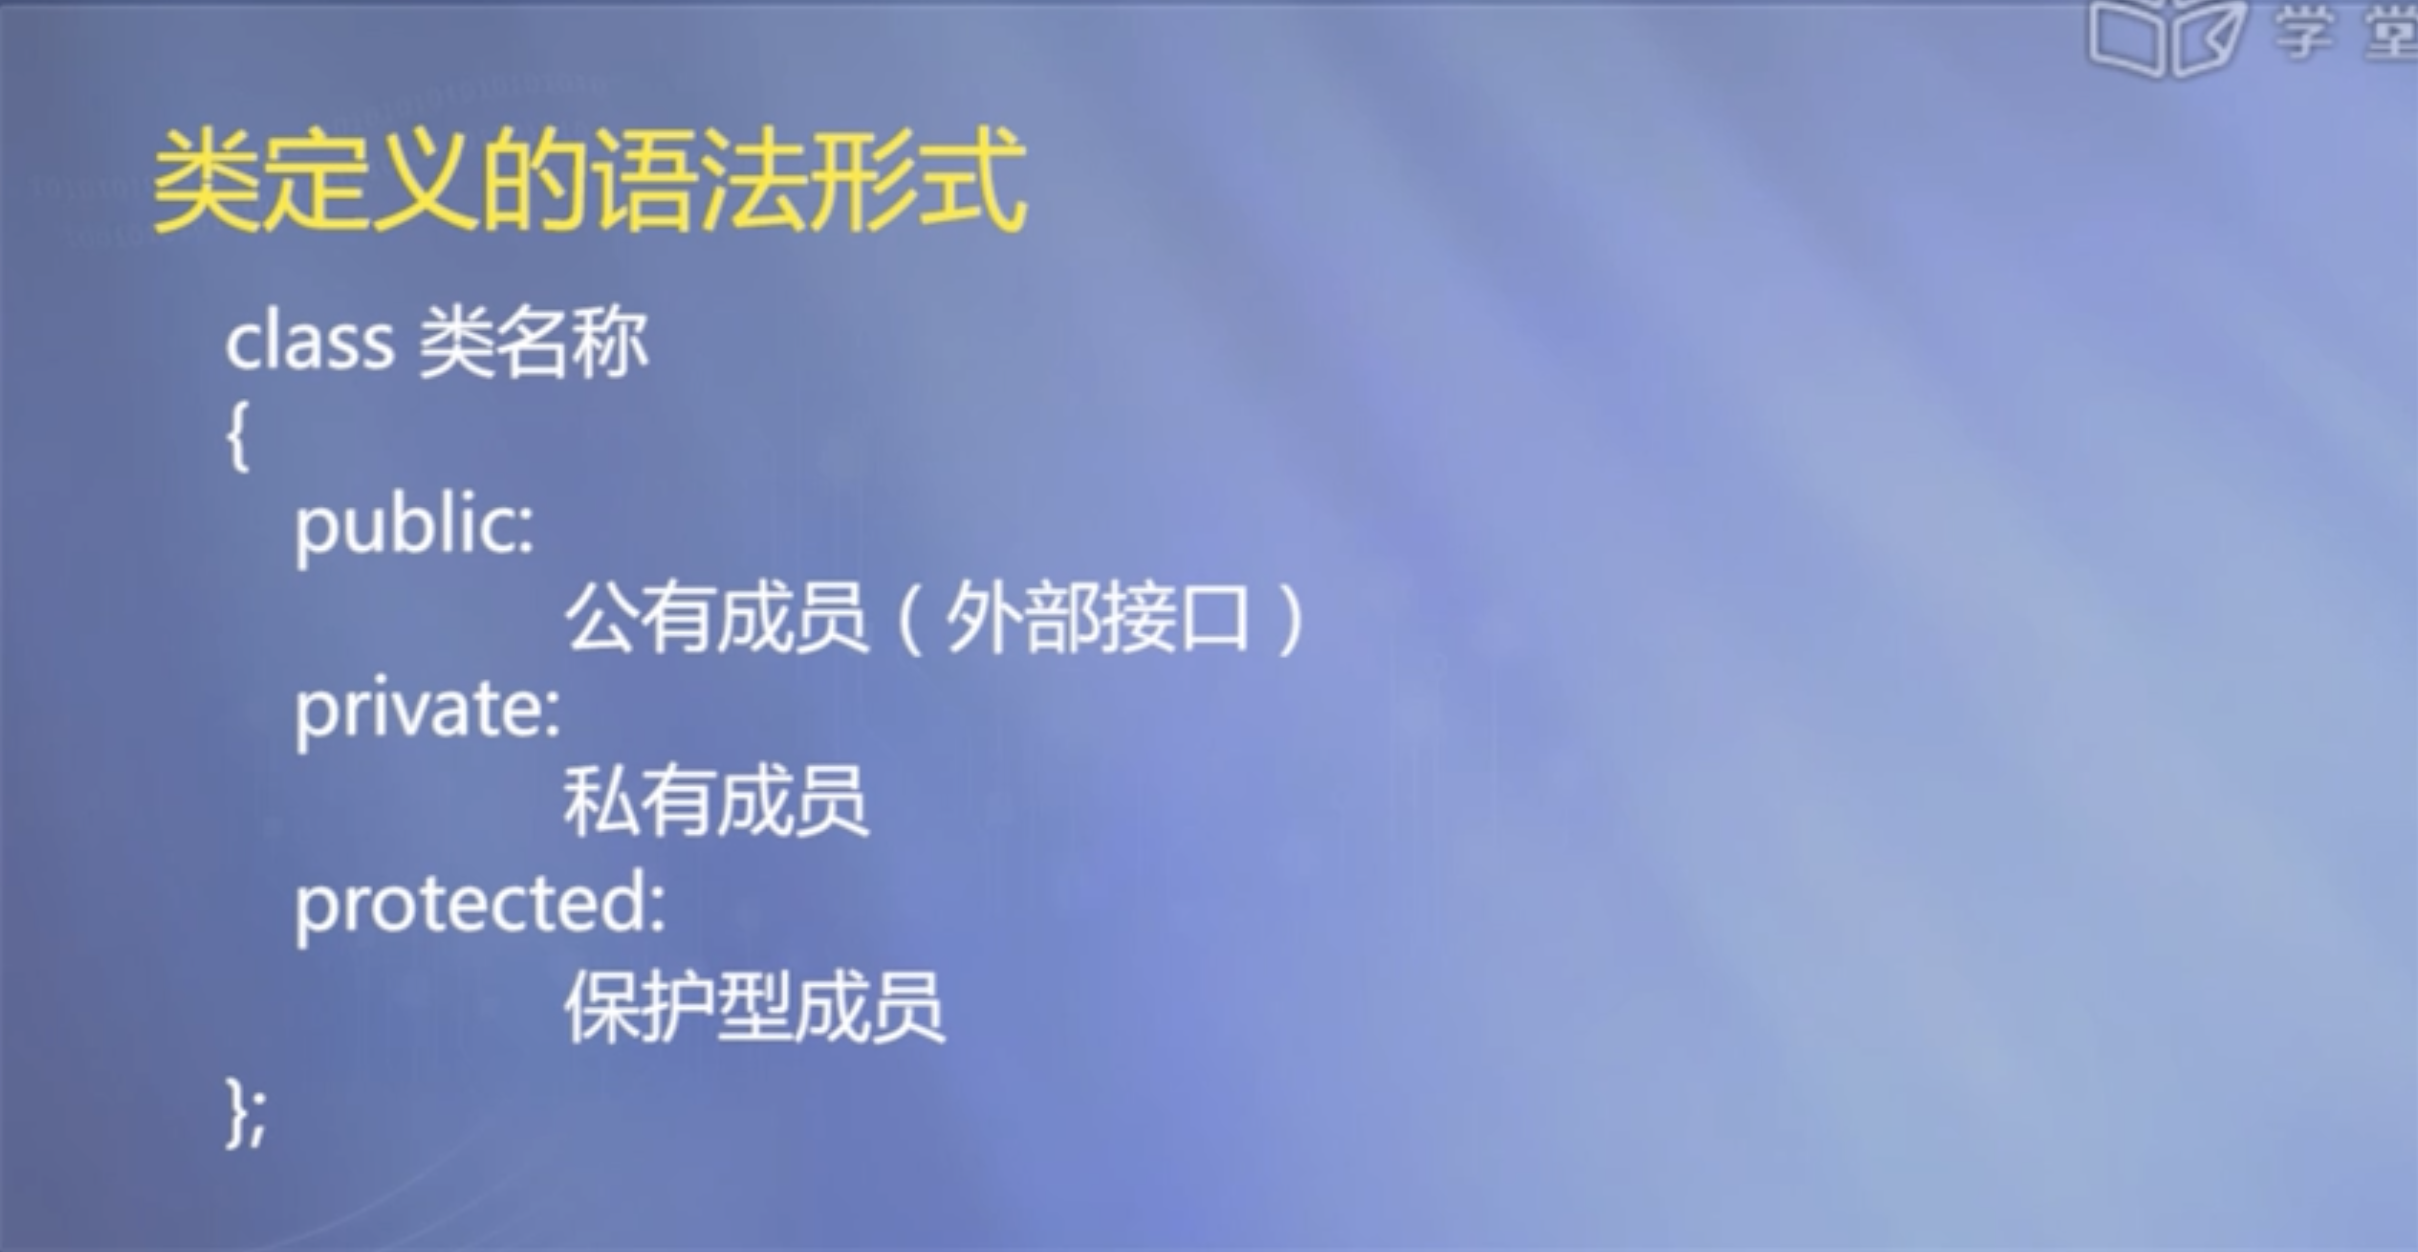 学堂
类定义的语法形式
class 类名称
{
public:
公有成员（外部接口）
private:
私有成员
protected:
保护型成员
};